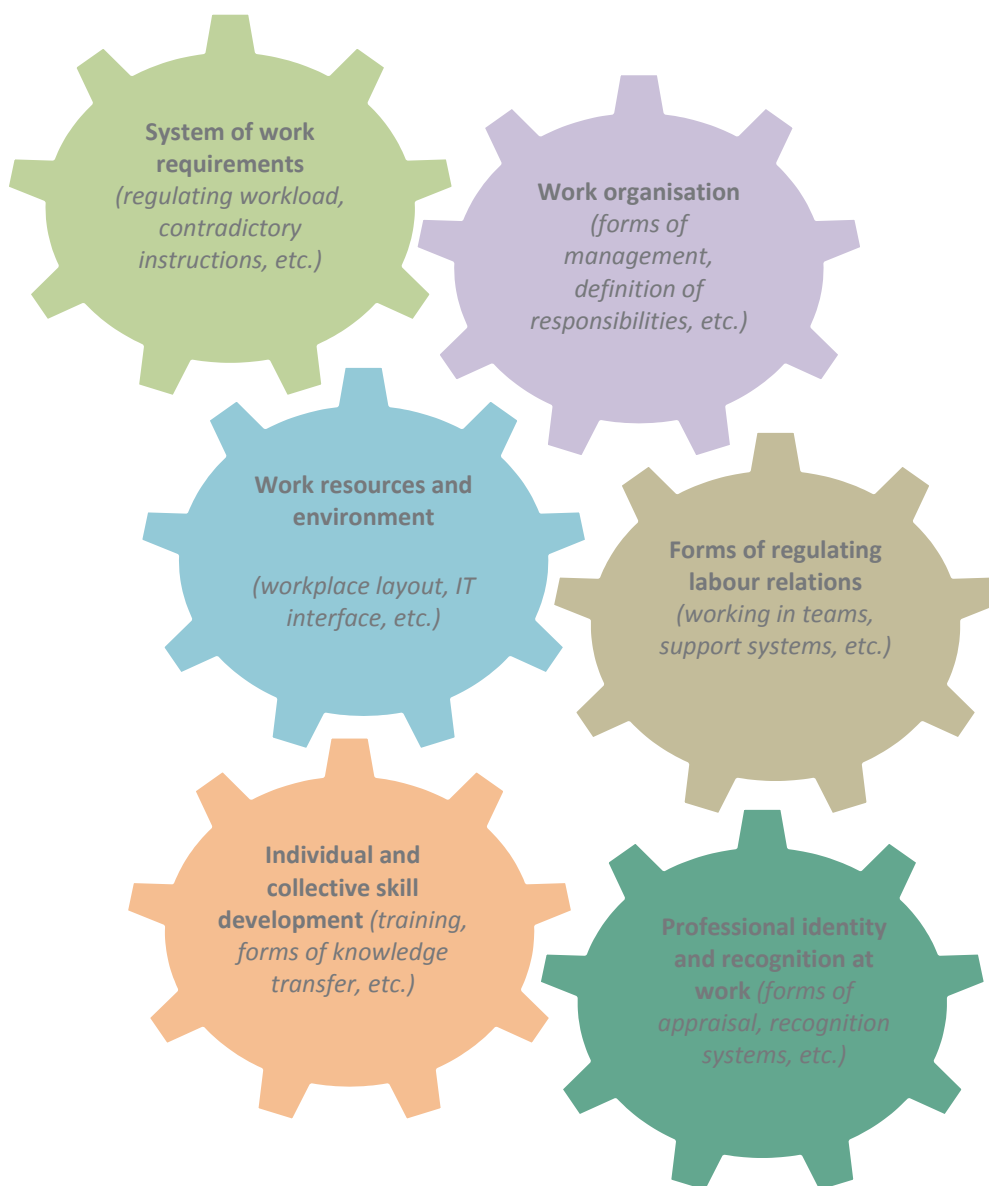 System of work
requirements
(regulating workload,
contradictory
instructions, etc.)
Work organisation
(forms of
management,
definition of
responsibilities, etc.)
Work resources and
environment
(workplace layout, IT
interface, etc.)
Forms of regulating
labour relations
(working in teams,
support systems, etc.)
Individual and
collective skill
development (training,
forms of knowledge
transfer, etc.)
Professional identity
and recognition at
work (forms of
appraisal, recognition
systems, etc.)